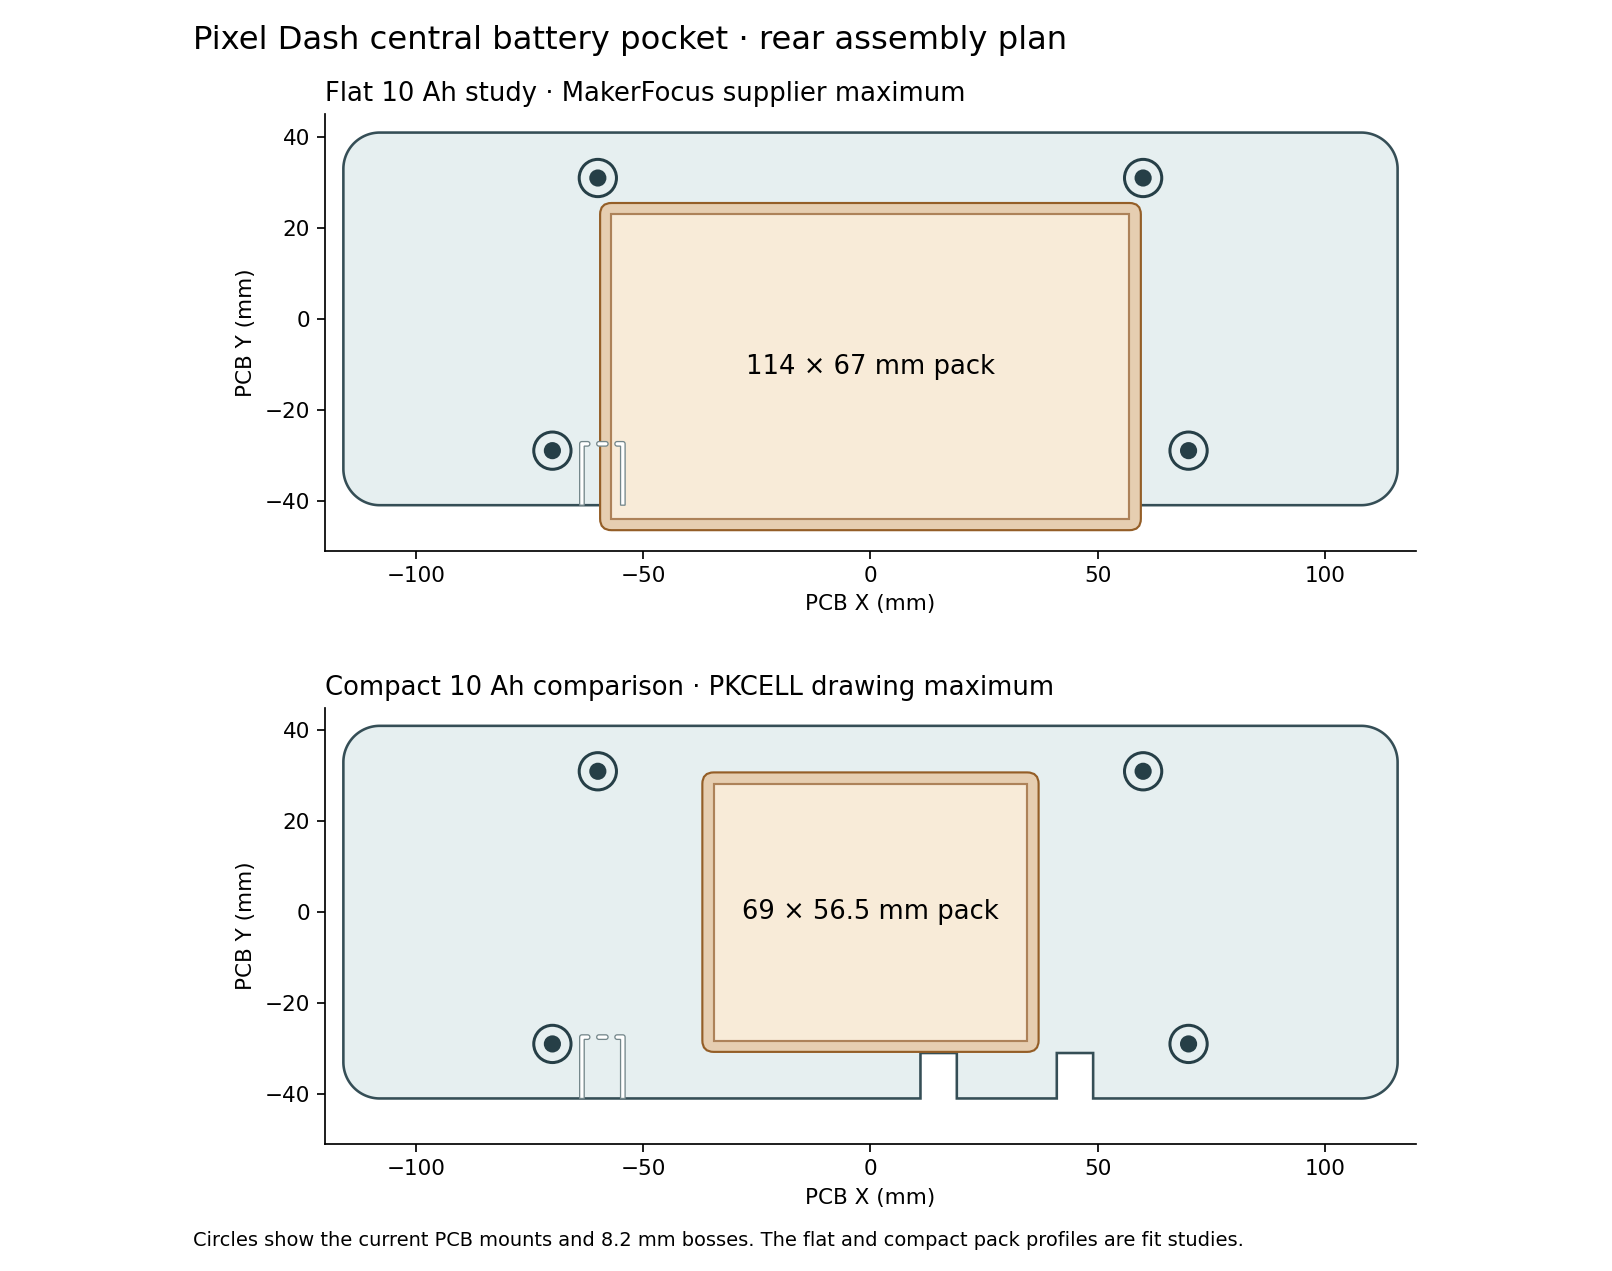 Pixel Dash central battery pocket · rear assembly plan
Flat 10 Ah study · MakerFocus supplier maximum
40
20
0
−20
−40
PCB Y (mm)
114 × 67 mm pack
−100
−50
0
50
100
PCB X (mm)
Compact 10 Ah comparison · PKCELL drawing maximum
40
20
0
−20
−40
PCB Y (mm)
69 × 56.5 mm pack
−100
−50
0
50
100
PCB X (mm)
Circles show the current PCB mounts and 8.2 mm bosses. The flat and compact pack profiles are fit studies.